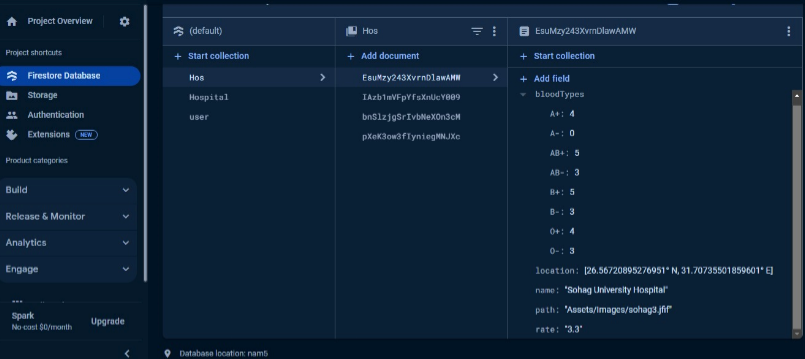 Project Overview
Project shortcuts
Firestore Database
Storage
Authentication
Extensions NEW
Product categories
Build
Release & Monitor
Analytics
Engage
Spark
No-cost $0/month
Upgrade
(default)
+ Start collection
Hos
Hospital
user
Hos
+ Add document
EsuMzy243XvrnDlawAMW
IAzb1mVFpYfsXnUcY009
bnSlzjgSrIvbNeXOn3cM
pXeK3ow3fIyniegMNJXc
EsuMzy243XvrnDlawAMW
+ Start collection
+ Add field
bloodTypes
A+: 4
A-: 0
AB+: 5
AB-: 3
B+: 5
B-: 3
O+: 4
O-: 3
location: [26.56720895276951° N, 31.70735501859601° E]
name: "Sohag University Hospital"
path: "Assets/Images/sohag3.jfif"
rate: "3.3"
Database location: nam5